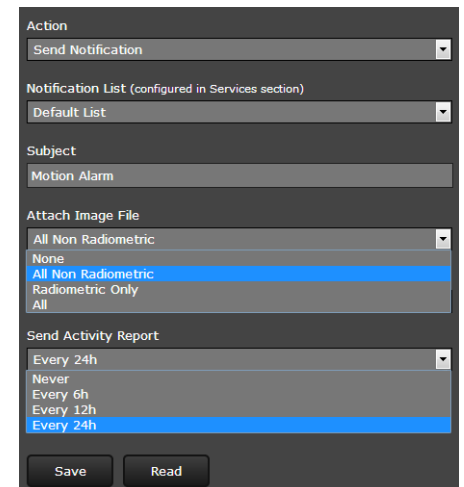 Action
Send Notification
Notification List (configured in Services section)
Default List
Subject
Motion Alarm
Attach Image File
All Non Radiometric
None
All Non Radiometric
Radiometric Only
All
Send Activity Report
Every 24h
Never
Every 6h
Every 12h
Every 24h
Save Read